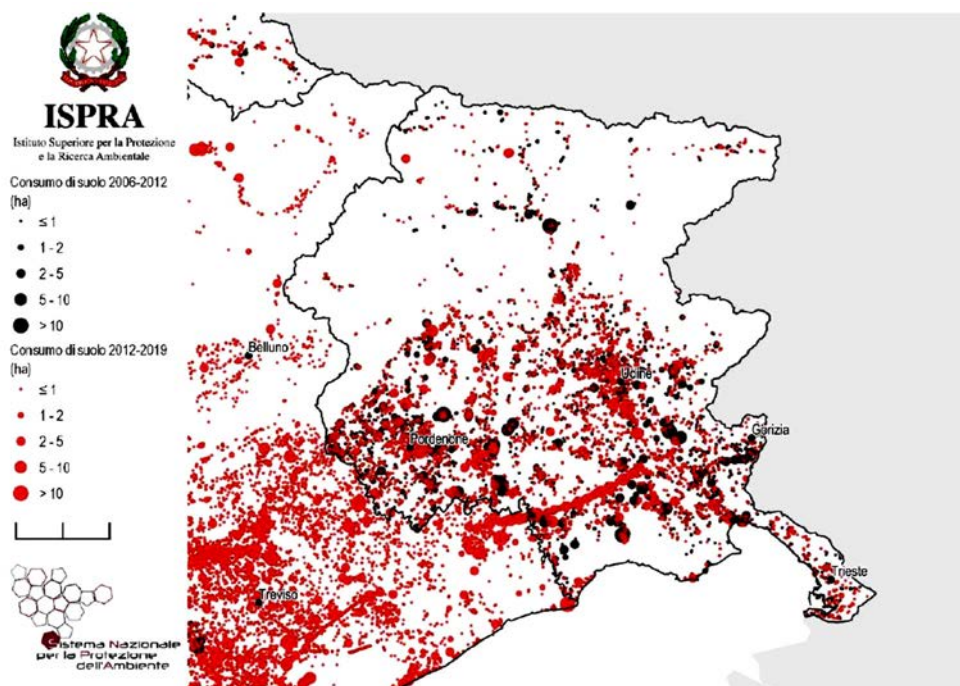 ISPRA
Istituto Superiore per la Protezione
e la Ricerca Ambientale
Consumo di suolo 2006-2012
(ha)
≤ 1
1 - 2
2 - 5
5 - 10
> 10
Consumo di suolo 2012-2019
(ha)
≤ 1
1 - 2
2 - 5
5 - 10
> 10
Sistema Nazionale
per la Protezione
dell'Ambiente
Belluno
Udine
Pordenone
Gorizia
Treviso
Trieste